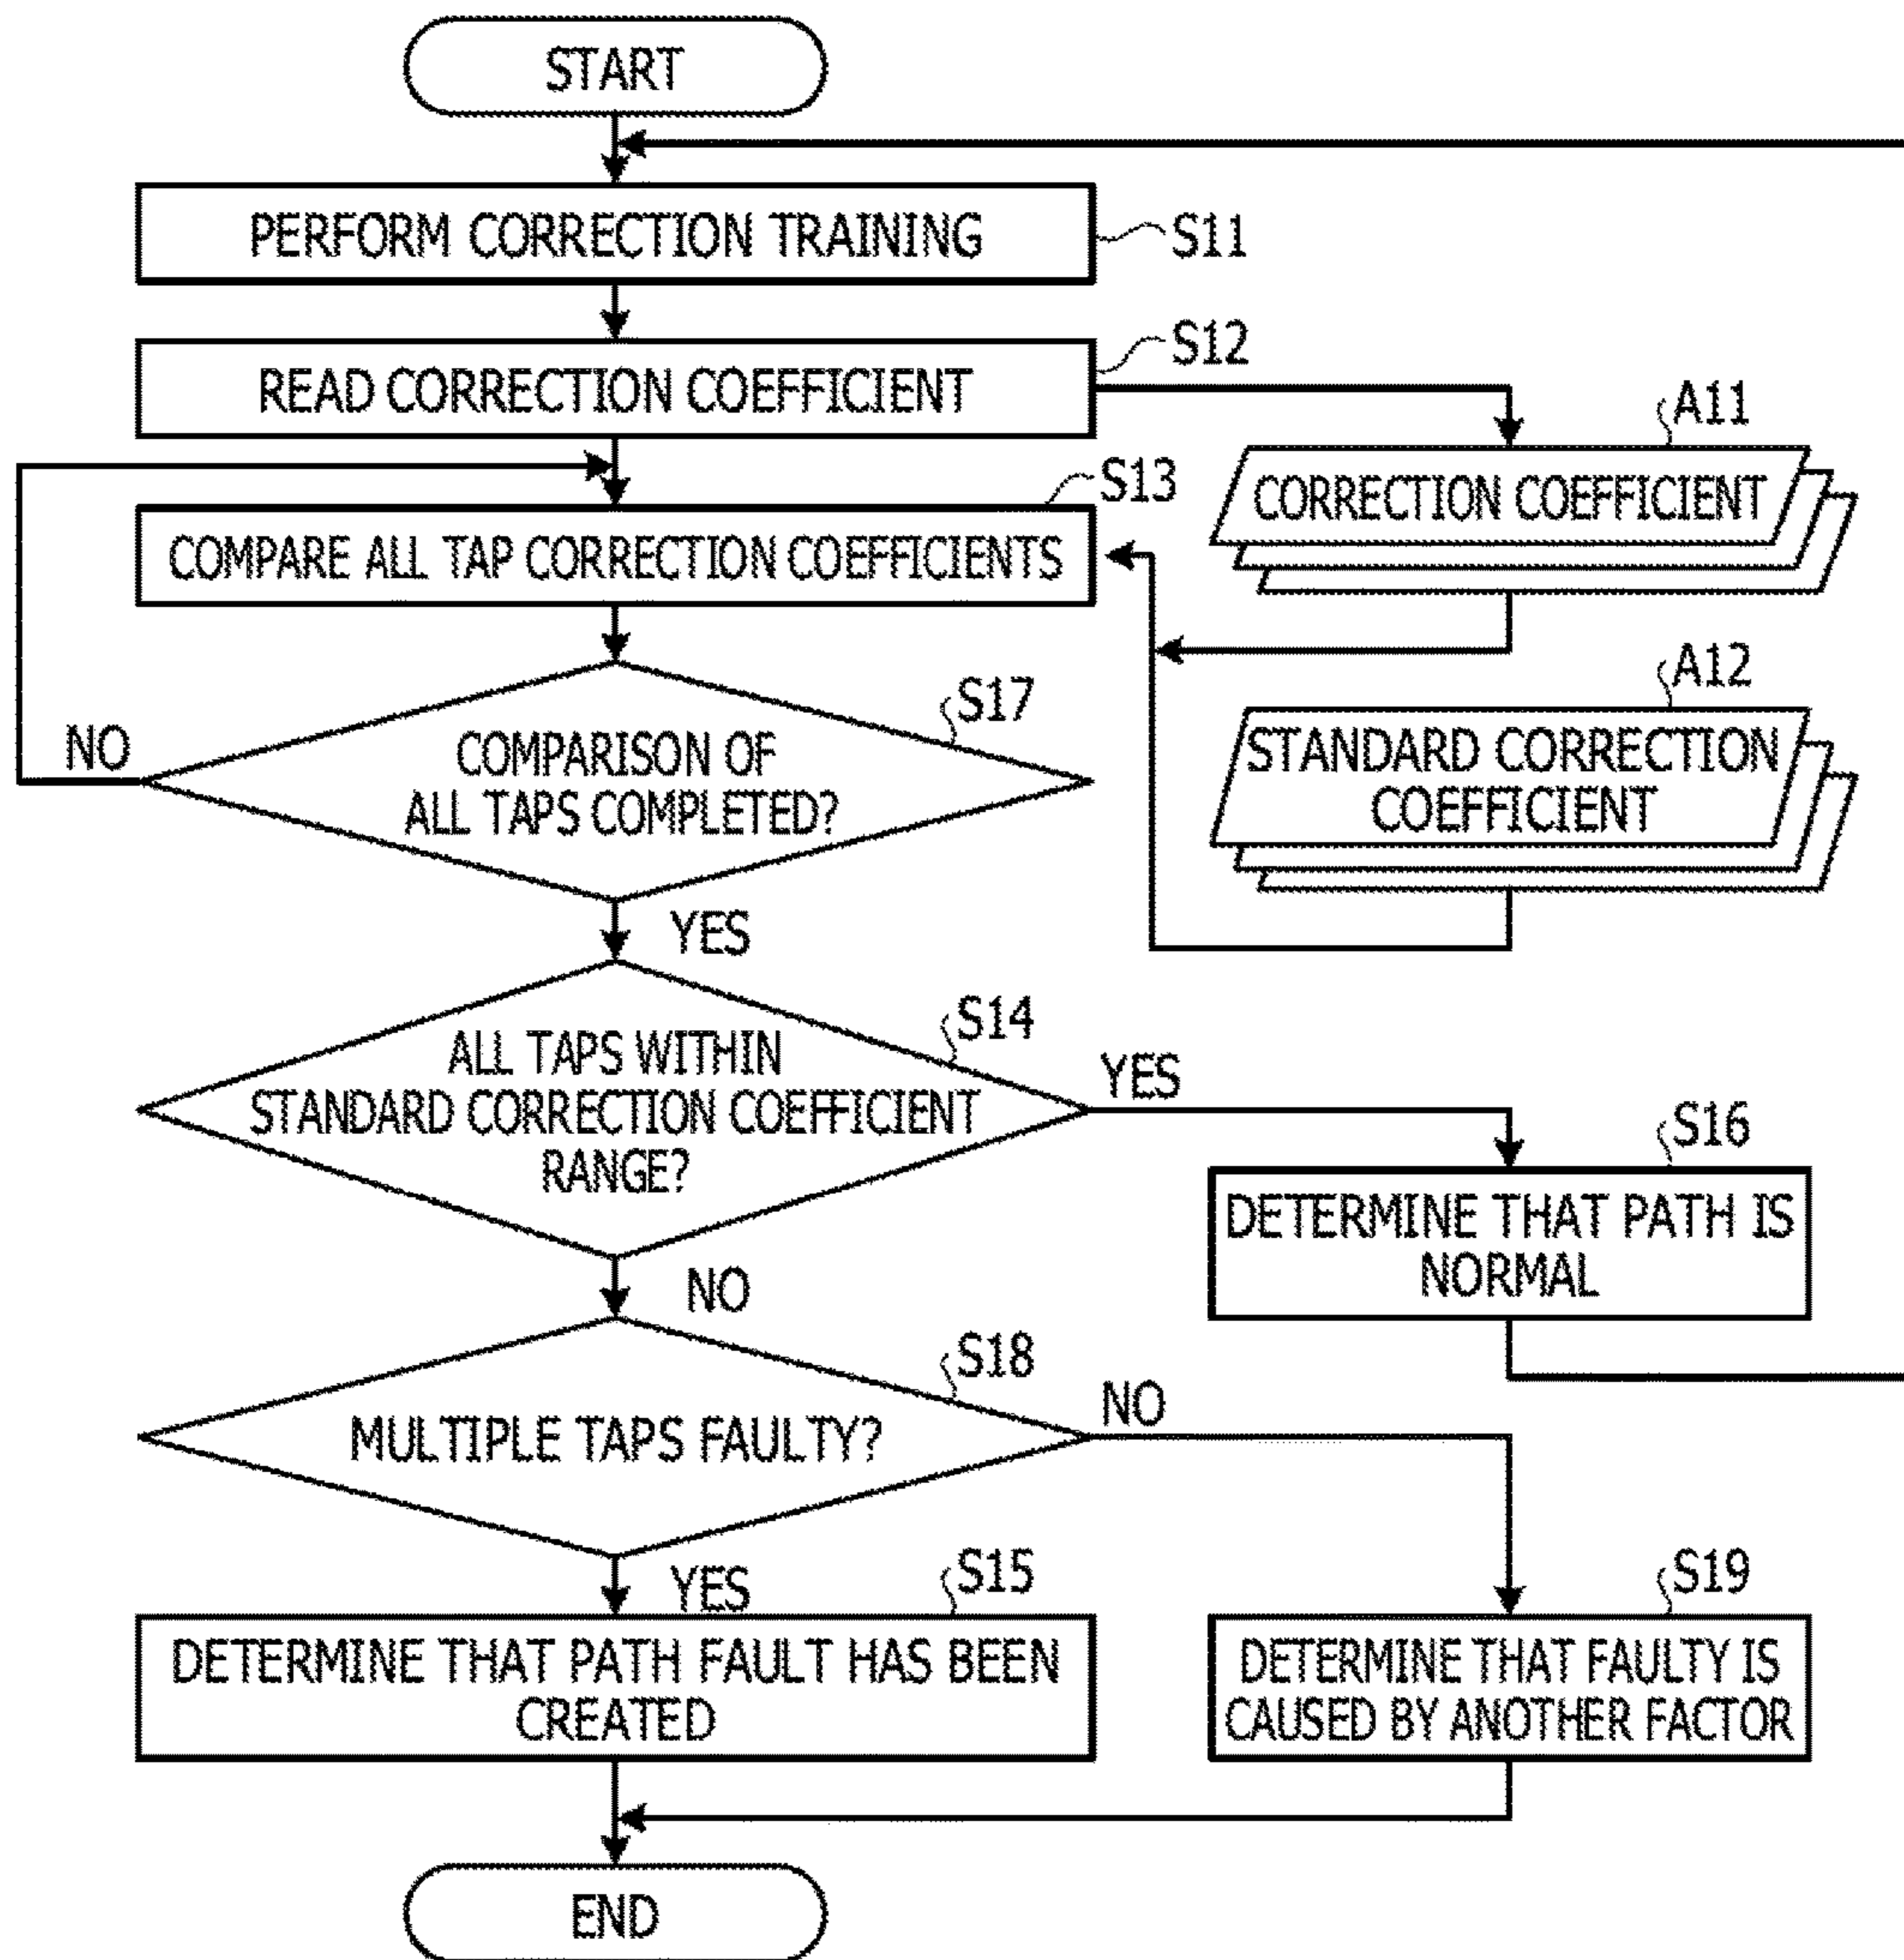 START
PERFORM CORRECTION TRAINING
S11
READ CORRECTION COEFFICIENT
S12
A11
CORRECTION COEFFICIENT
S13
COMPARE ALL TAP CORRECTION COEFFICIENTS
A12
STANDARD CORRECTION
COEFFICIENT
S17
NO
COMPARISON OF
ALL TAPS COMPLETED?
YES
S14
ALL TAPS WITHIN
STANDARD CORRECTION COEFFICIENT
RANGE?
YES
S16
DETERMINE THAT PATH IS
NORMAL
NO
S18
MULTIPLE TAPS FAULTY?
NO
YES
S15
DETERMINE THAT PATH FAULT HAS BEEN
CREATED
S19
DETERMINE THAT FAULTY IS
CAUSED BY ANOTHER FACTOR
END